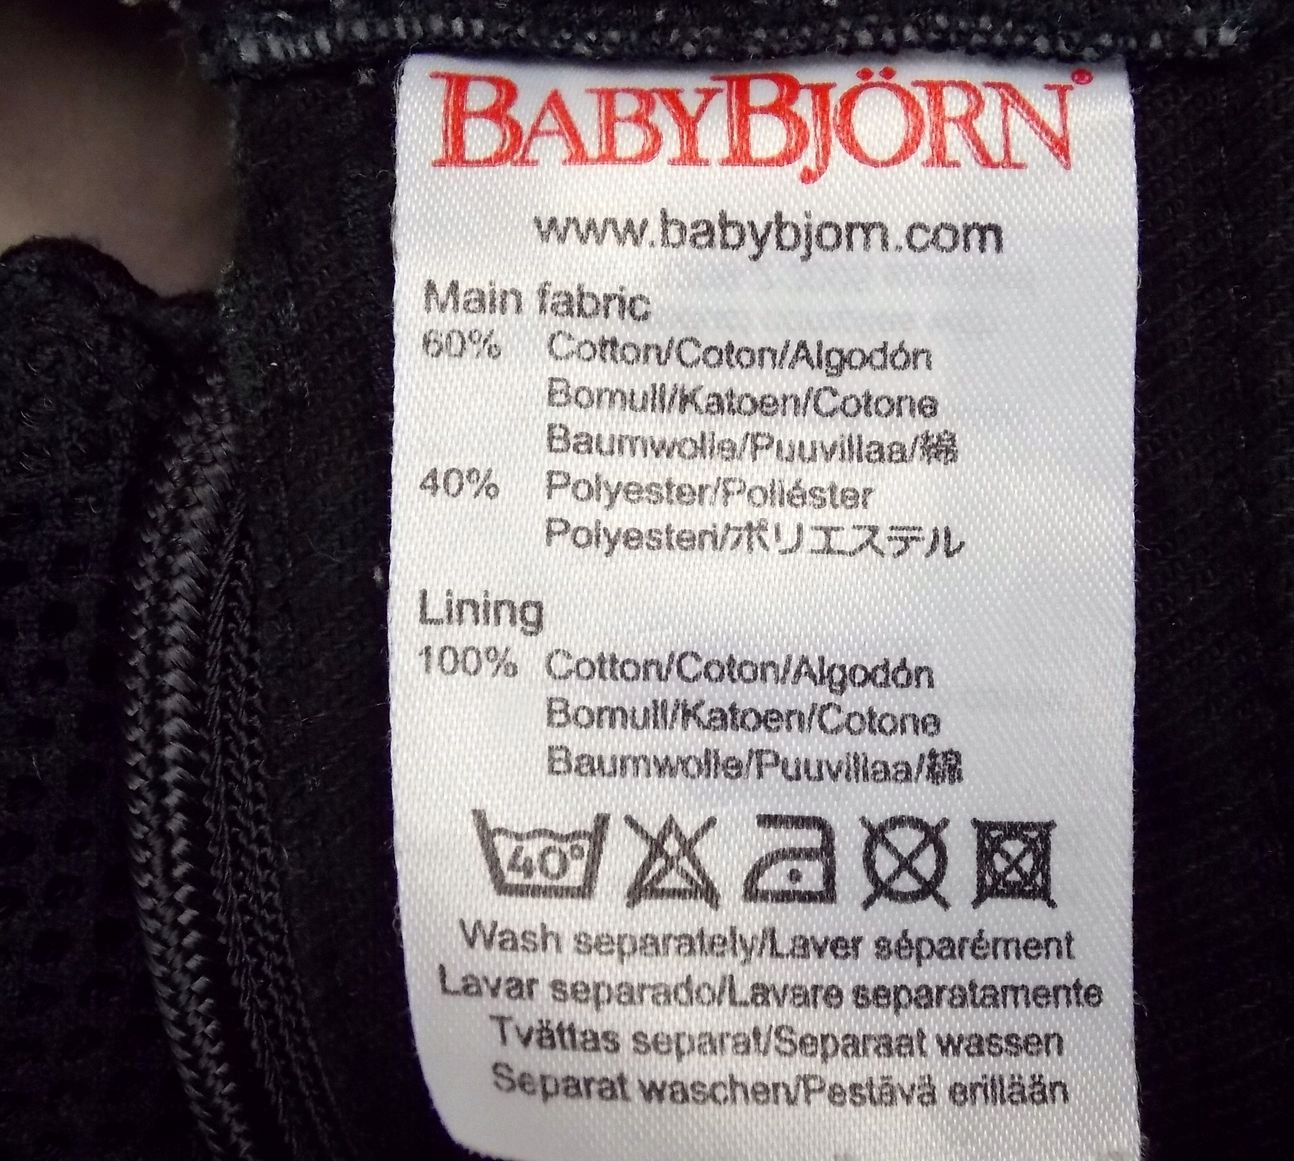 BABYBJÖRN®
www.babybjorn.com
Main fabric
60% Cotton/Coton/Algodón
Bomull/Katoen/Cotone
Baumwolle/Puuvillaa/綿
40% Polyester/Poliéster
Polyesteri/ポリエステル
Lining
100% Cotton/Coton/Algodón
Bomull/Katoen/Cotone
Baumwolle/Puuvillaa/綿
40°
Wash separately/Laver séparément
Lavar separado/Lavare separatamente
Tvättas separat/Separaat wassen
Separat waschen/Pestävä erillään